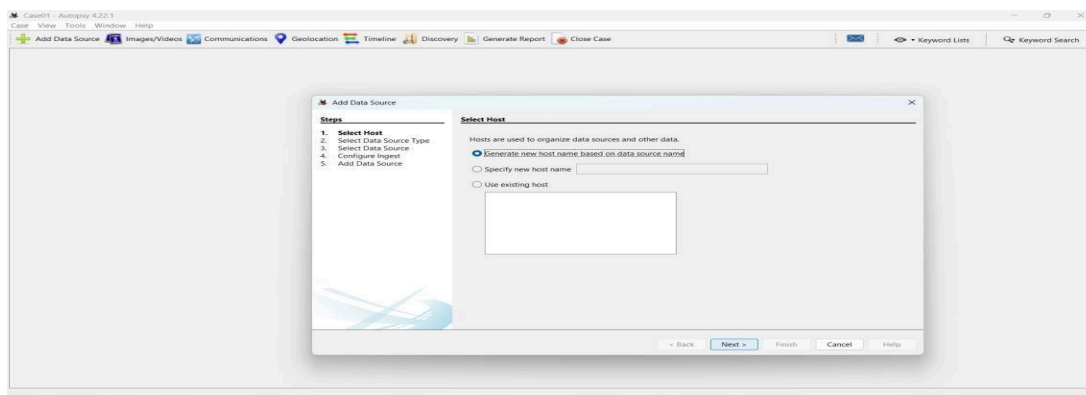 Case01 - Autopsy 4.22.1
Case View Tools Window Help
Add Data Source Images/Videos Communications Geolocation Timeline Discovery Generate Report Close Case Keyword Lists Keyword Search
Add Data Source
Steps
1. Select Host
2. Select Data Source Type
3. Select Data Source
4. Configure Ingest
5. Add Data Source
Select Host
Hosts are used to organize data sources and other data.
Generate new host name based on data source name
Specify new host name
Use existing host
< Back Next > Finish Cancel Help